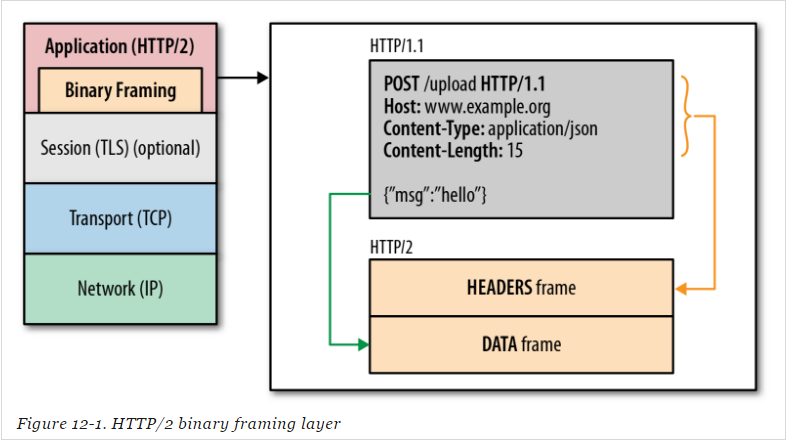 Application (HTTP/2)
Binary Framing
Session (TLS) (optional)
Transport (TCP)
Network (IP)
HTTP/1.1
POST /upload HTTP/1.1
Host: www.example.org
Content-Type: application/json
Content-Length: 15
{"msg":"hello"}
HTTP/2
HEADERS frame
DATA frame
Figure 12-1. HTTP/2 binary framing layer